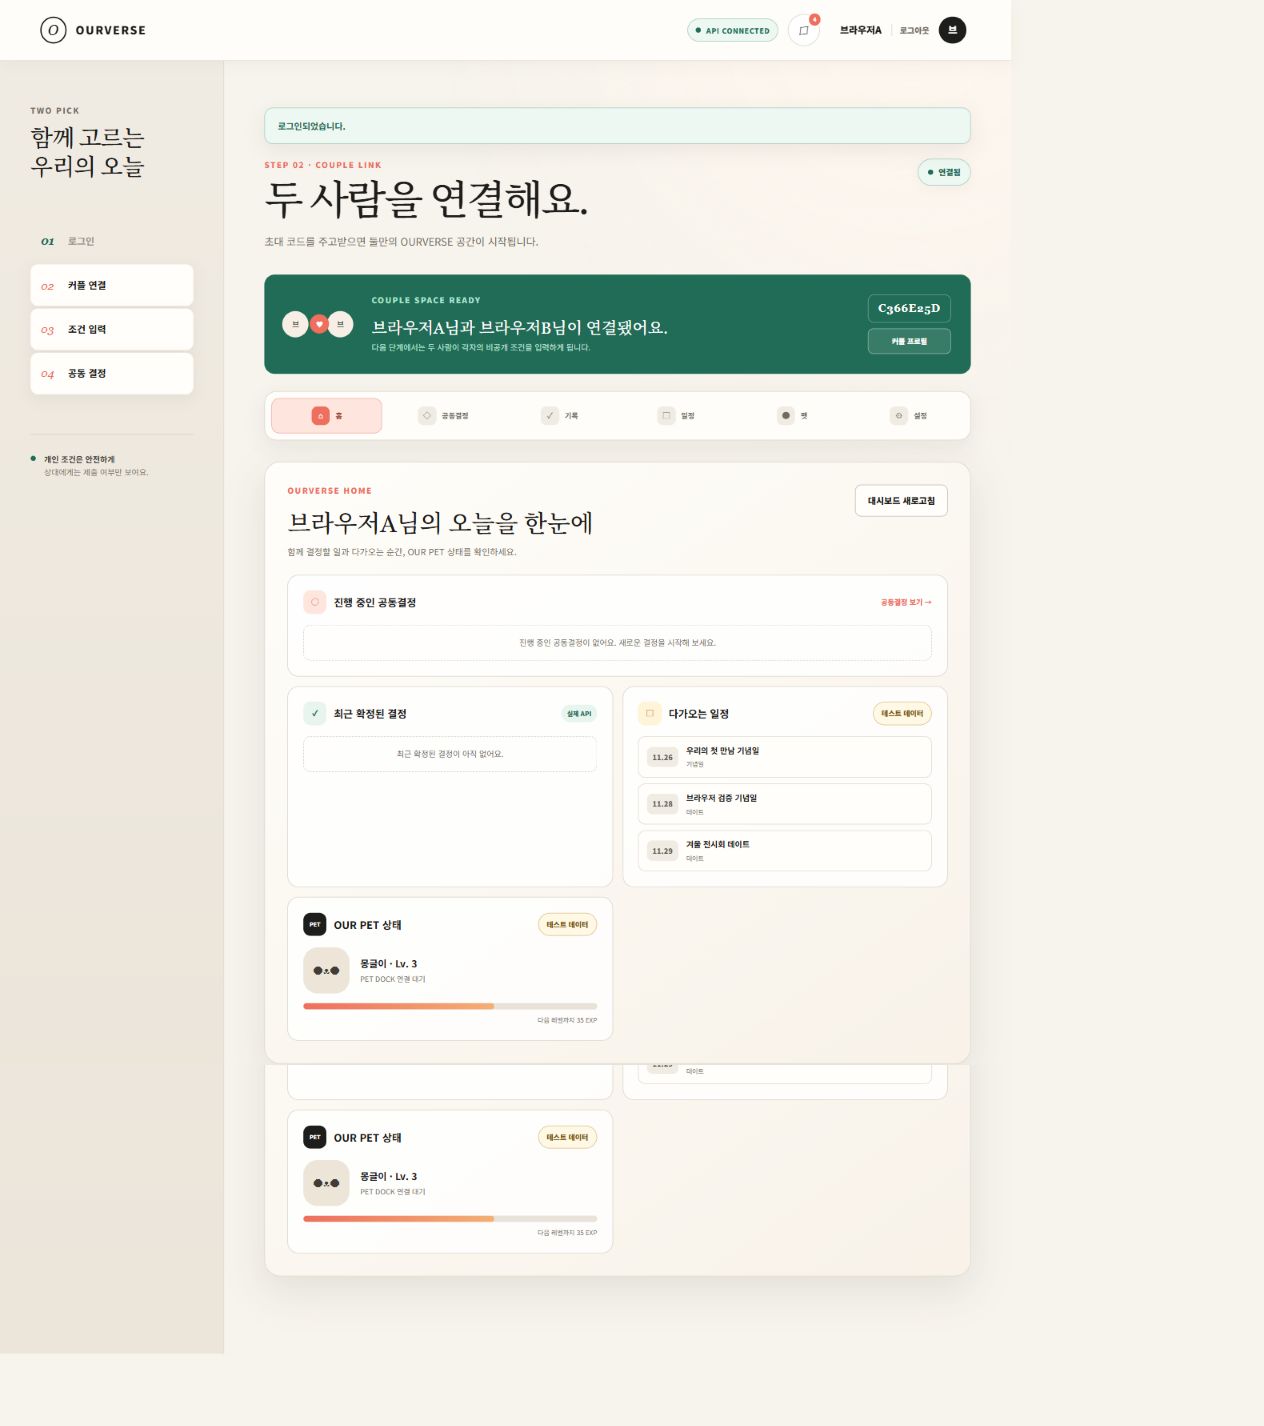 O OURVERSE
API CONNECTED
브라우저A
로그아웃
브
TWO PICK
함께 고르는
우리의 오늘
01 로그인
02 커플 연결
03 조건 입력
04 공동 결정
개인 조건은 안전하게
상대에게는 제출 여부만 보여요.
로그인되었습니다.
STEP 02 · COUPLE LINK
연결됨
두 사람을 연결해요.
초대 코드를 주고받으면 둘만의 OURVERSE 공간이 시작됩니다.
브 브
COUPLE SPACE READY
브라우저A님과 브라우저B님이 연결됐어요.
다음 단계에서는 두 사람이 각자의 비공개 조건을 입력하게 됩니다.
C366E25D
커플 프로필
홈
공동결정
기록
일정
펫
설정
OURVERSE HOME
브라우저A님의 오늘을 한눈에
함께 결정할 일과 다가오는 순간, OUR PET 상태를 확인하세요.
대시보드 새로고침
진행 중인 공동결정
공동결정 보기 →
진행 중인 공동결정이 없어요. 새로운 결정을 시작해 보세요.
최근 확정된 결정
실제 API
최근 확정된 결정이 아직 없어요.
다가오는 일정
테스트 데이터
11.26 우리의 첫 만남 기념일
기념일
11.28 브라우저 검증 기념일
데이트
11.29 겨울 전시회 데이트
데이트
PET OUR PET 상태
테스트 데이터
몽글이 · Lv. 3
PET DOCK 연결 대기
다음 레벨까지 35 EXP
데이트
PET OUR PET 상태
테스트 데이터
몽글이 · Lv. 3
PET DOCK 연결 대기
다음 레벨까지 35 EXP